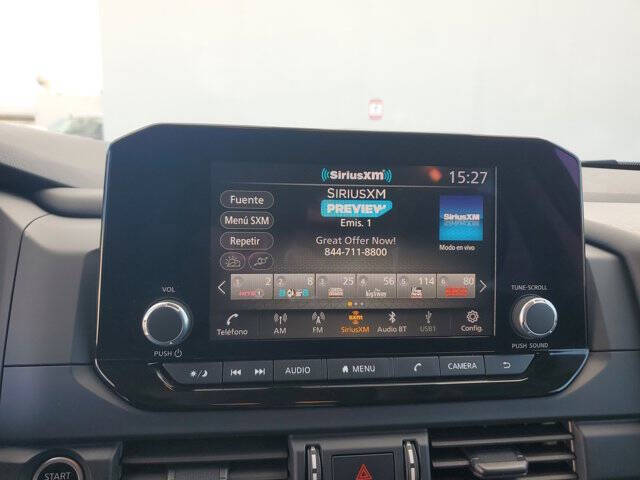 SiriusXM
15:27
Fuente
SIRIUSXM
PREVIEW
SiriusXM
Menú SXM
Emis. 1
Modo en vivo
Repetir
Great Offer Now!
844-711-8800
1 2
2 8
3 25
4 56
5 114
6 80
Teléfono
AM
FM
SXM
SiriusXM
Audio BT
USB1
Config.
VOL
PUSH
TUNE·SCROLL
PUSH SOUND
AUDIO
MENU
CAMERA
START